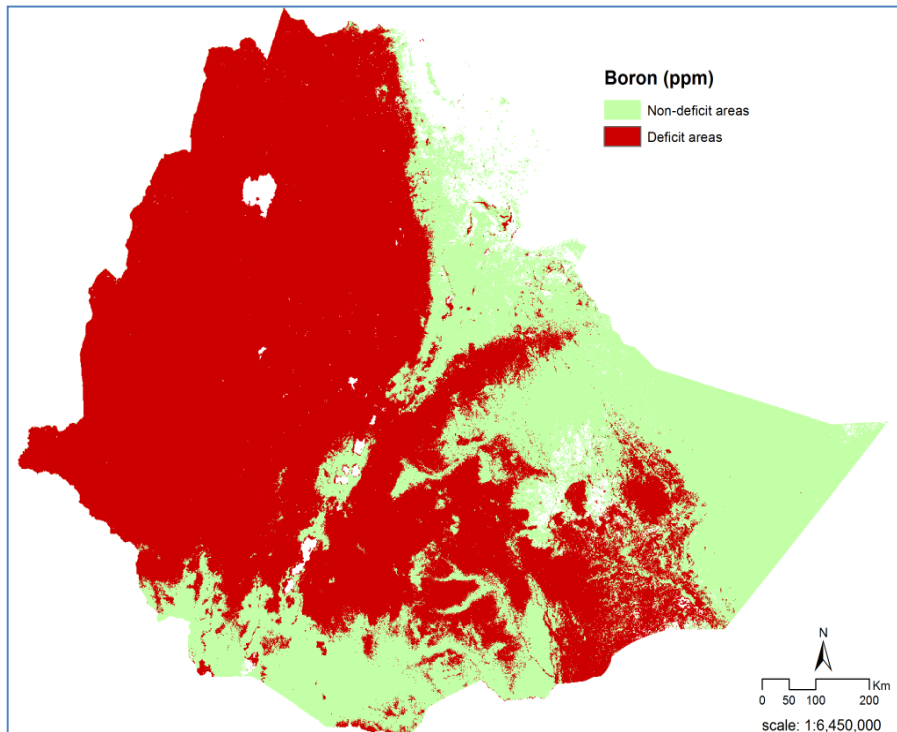 Boron (ppm)
Non-deficit areas
Deficit areas
N
0 50 100 200 Km
scale: 1:6,450,000